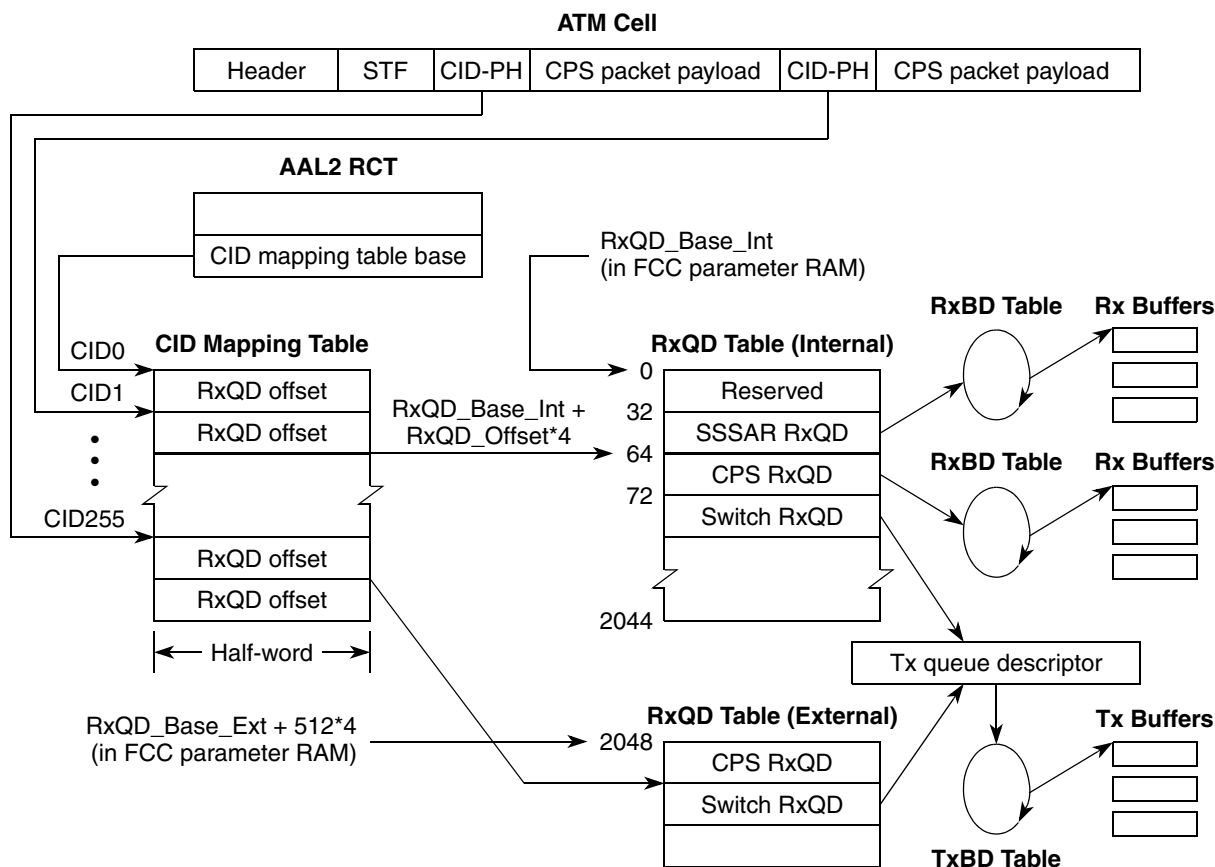 ATM Cell
Header STF CID-PH CPS packet payload CID-PH CPS packet payload
AAL2 RCT
CID mapping table base
RxQD_Base_Int
(in FCC parameter RAM)
RxBD Table
Rx Buffers
CID Mapping Table
RxQD Table (Internal)
CID0
CID1
CID255
RxQD offset
RxQD offset
RxQD offset
RxQD offset
Half-word
RxQD_Base_Int +
RxQD_Offset*4
0
32
64
72
2044
Reserved
SSSAR RxQD
CPS RxQD
Switch RxQD
RxBD Table
Rx Buffers
Tx queue descriptor
RxQD_Base_Ext + 512*4
(in FCC parameter RAM)
RxQD Table (External)
2048
CPS RxQD
Switch RxQD
Tx Buffers
TxBD Table